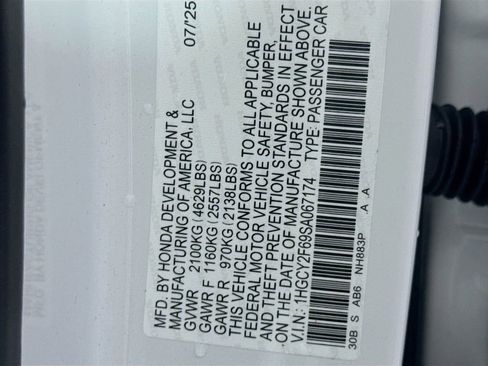 MFD. BY HONDA DEVELOPMENT & 07/'25
MANUFACTURING OF AMERICA, LLC
GVWR 2100KG (4629LBS)
GAWR F 1160KG (2557LBS)
GAWR R 970KG (2138LBS)
THIS VEHICLE CONFORMS TO ALL APPLICABLE
FEDERAL MOTOR VEHICLE SAFETY, BUMPER,
AND THEFT PREVENTION STANDARDS IN EFFECT
ON THE DATE OF MANUFACTURE SHOWN ABOVE.
V.I.N.: 1HGCY2F69SA067174 TYPE: PASSENGER CAR
30B S AB6 NH883P A A